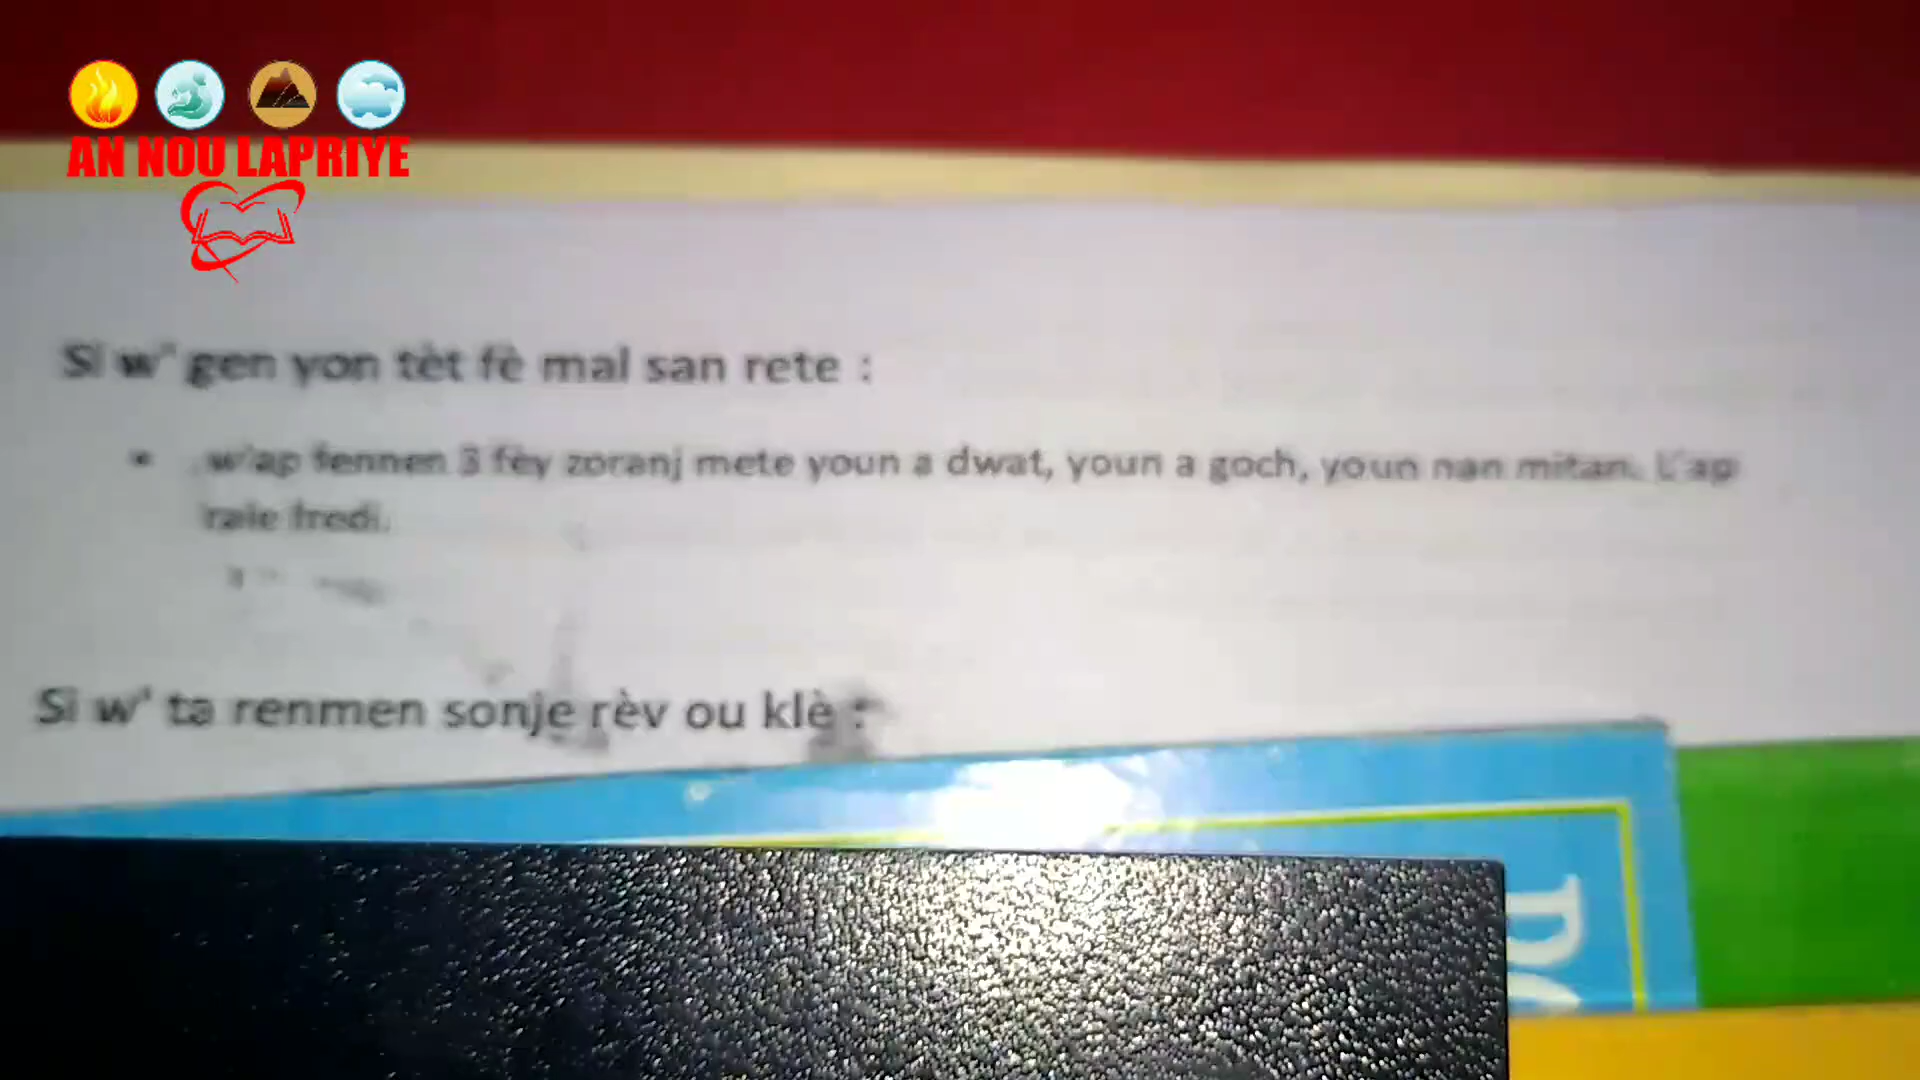 AN NOU LAPRIYE
Si w' gen yon tèt fè mal san rete :
• w'ap fennen 3 fèy zoranj mete youn a dwat, youn a goch, youn nan mitan. L'ap
rale fredi.
Si w' ta renmen sonje rèv ou klè :